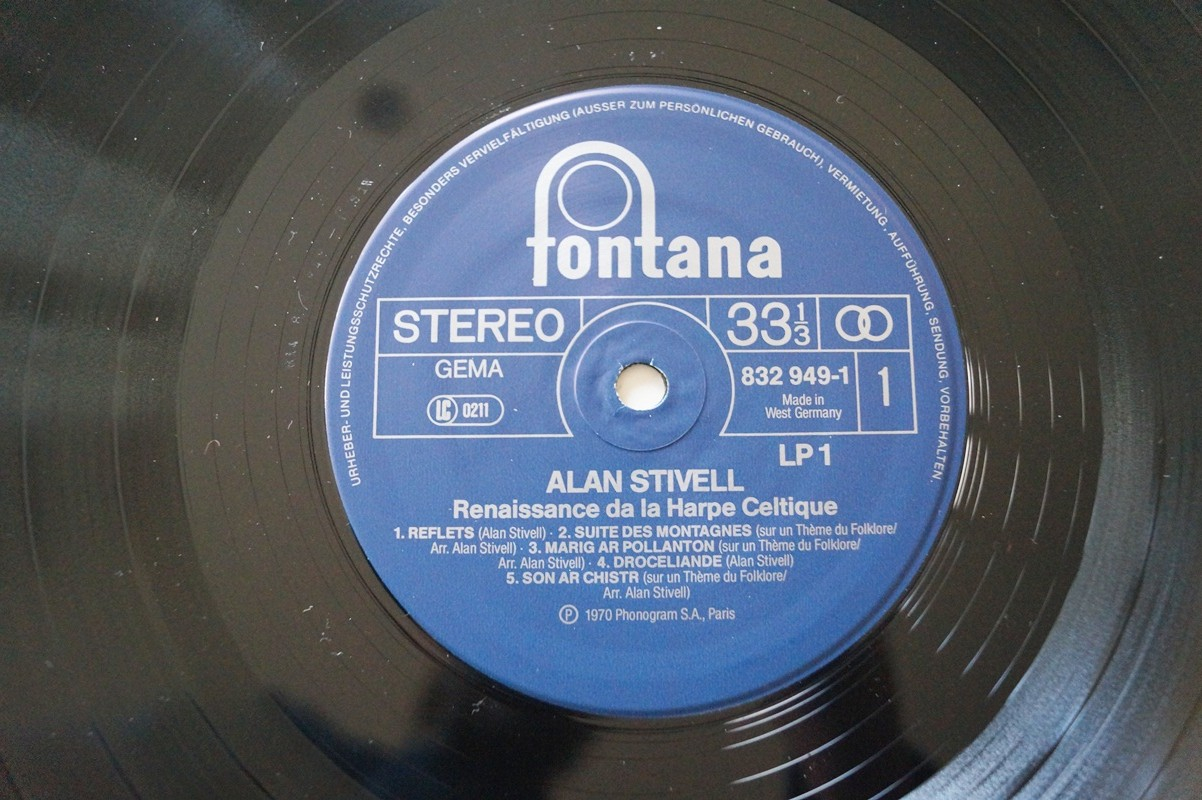 URHEBER- UND LEISTUNGSSCHUTZRECHTE, BESONDERS VERVIELFÄLTIGUNG (AUSSER ZUM PERSÖNLICHEN GEBRAUCH), VERMIETUNG, AUFFÜHRUNG, SENDUNG, VORBEHALTEN.
fontana
STEREO
33 1/3
GEMA
LC 0211
832 949-1
Made in
West Germany
1
LP 1
ALAN STIVELL
Renaissance da la Harpe Celtique
1. REFLETS (Alan Stivell) · 2. SUITE DES MONTAGNES (sur un Thème du Folklore/
Arr. Alan Stivell) · 3. MARIG AR POLLANTON (sur un Thème du Folklore/
Arr. Alan Stivell) · 4. DROCELIANDE (Alan Stivell)
5. SON AR CHISTR (sur un Thème du Folklore/
Arr. Alan Stivell)
℗ 1970 Phonogram S.A., Paris